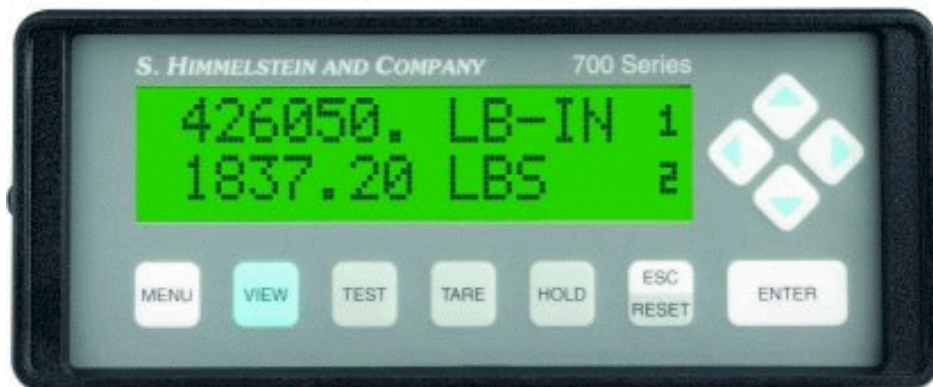 S. HIMMELSTEIN AND COMPANY 700 Series
426050. LB-IN 1
1837.20 LBS 2
MENU VIEW TEST TARE HOLD ESC RESET ENTER